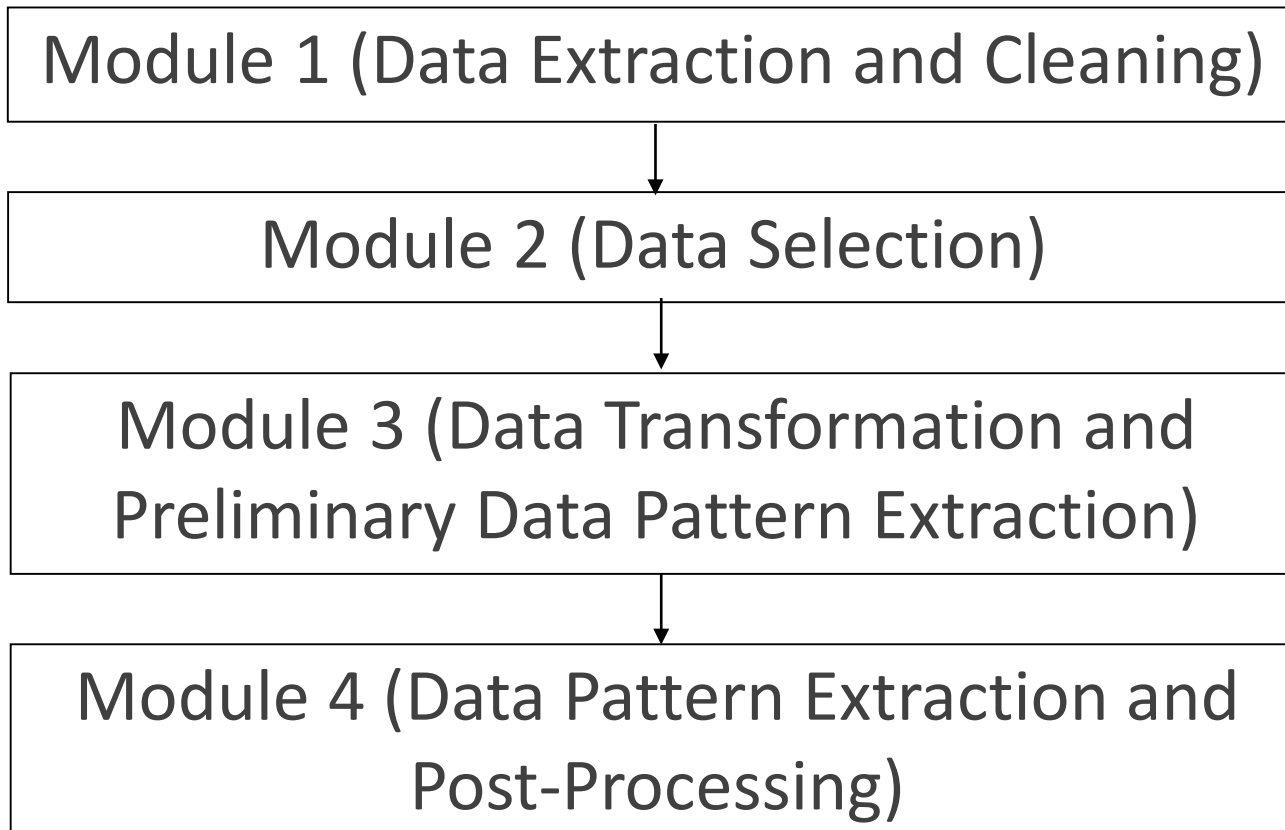 Module 1 (Data Extraction and Cleaning)
Module 2 (Data Selection)
Module 3 (Data Transformation and
Preliminary Data Pattern Extraction)
Module 4 (Data Pattern Extraction and
Post-Processing)